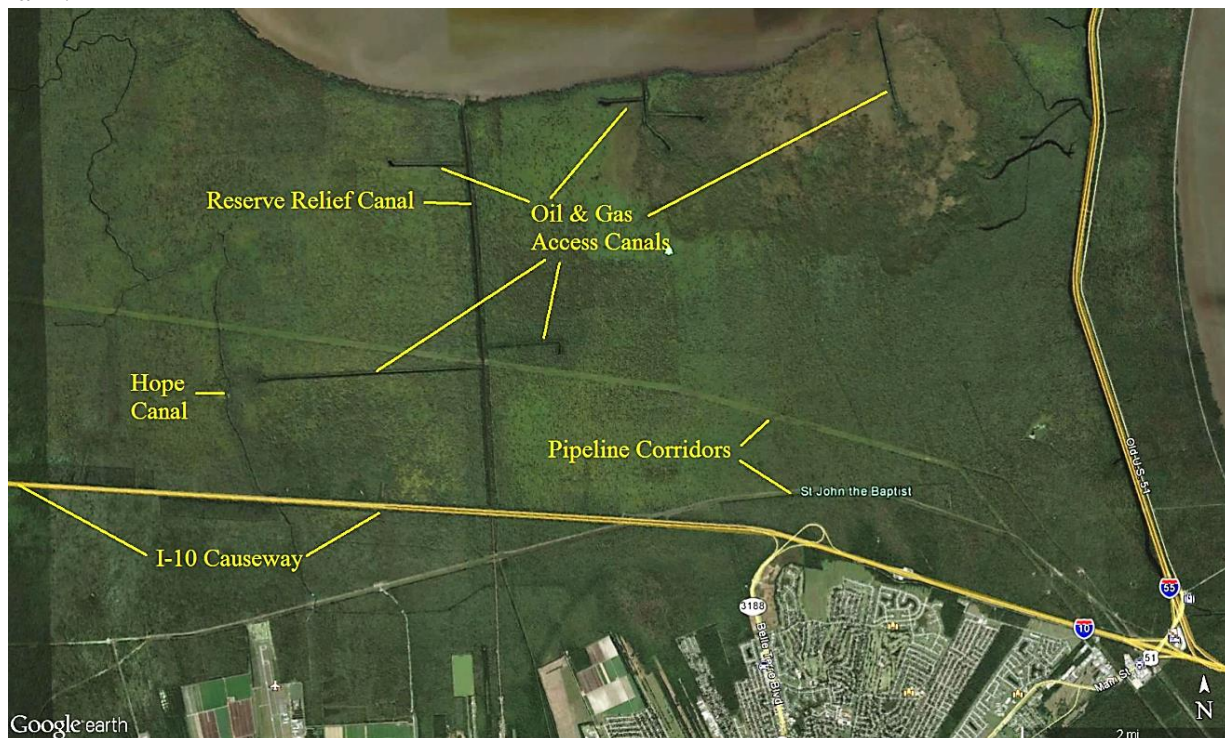 Reserve Relief Canal
Oil & Gas
Access Canals
Hope
Canal
Pipeline Corridors
Old-U-S-51
St John the Baptist
I-10 Causeway
3188
Belle Terre Blvd
55
10
51
Main St
N
Google earth
2 mi